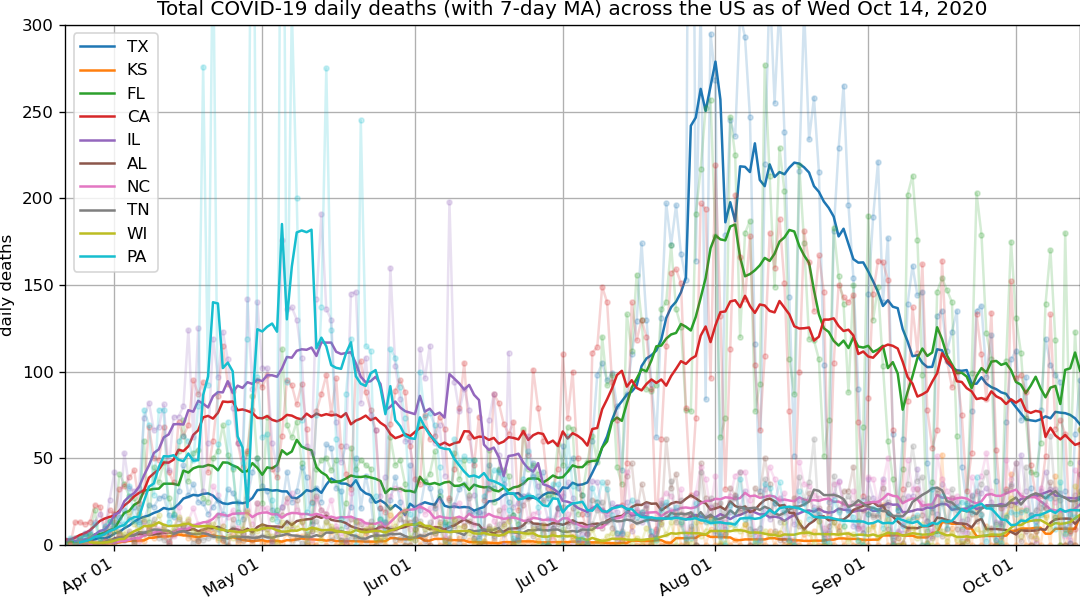 Total COVID-19 daily deaths (with 7-day MA) across the US as of Wed Oct 14, 2020
300
250
200
150
100
50
0
daily deaths
TX
KS
FL
CA
IL
AL
NC
TN
WI
PA
Apr 01
May 01
Jun 01
Jul 01
Aug 01
Sep 01
Oct 01